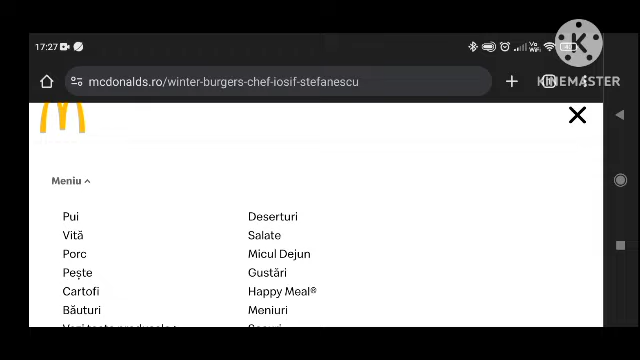 17:27
KINEMASTER
mcdonalds.ro/winter-burgers-chef-iosif-stefanescu
Meniu
Pui
Deserturi
Vită
Salate
Porc
Micul Dejun
Pește
Gustări
Cartofi
Happy Meal®
Băuturi
Meniuri